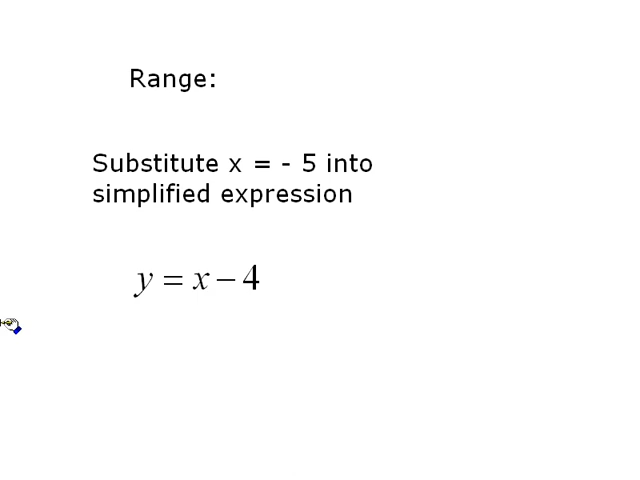 Range:
Substitute x = - 5 into
simplified expression
y = x − 4